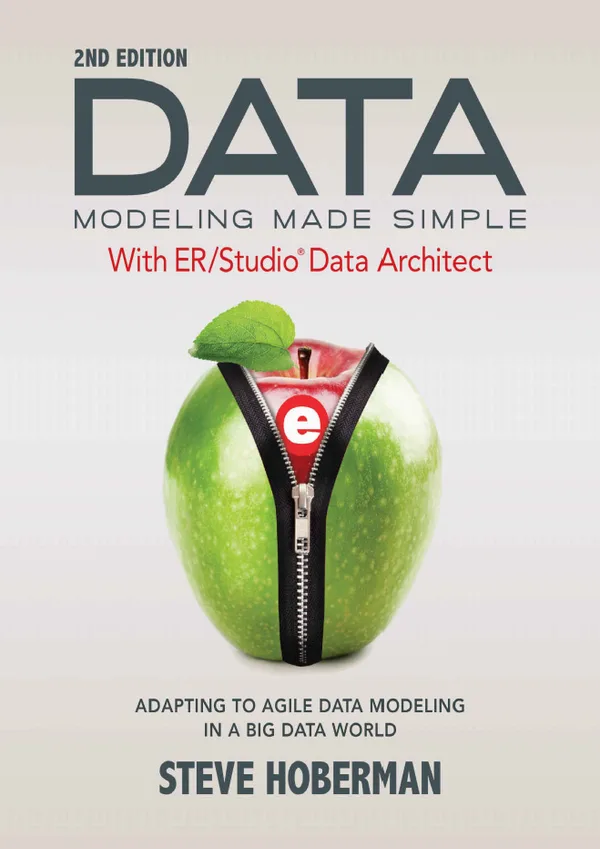 2ND EDITION
DATA
MODELING MADE SIMPLE
With ER/Studio® Data Architect
e
ADAPTING TO AGILE DATA MODELING
IN A BIG DATA WORLD
STEVE HOBERMAN